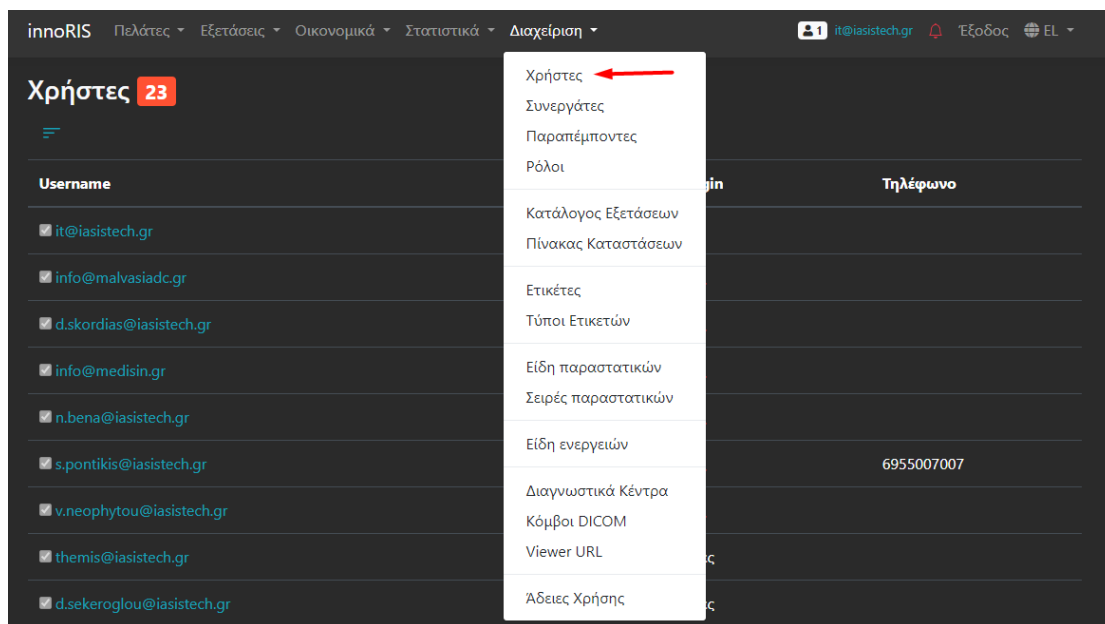 innoRIS Πελάτες Εξετάσεις Οικονομικά Στατιστικά Διαχείριση 1 it@iasistech.gr Έξοδος EL
Χρήστες 23
Χρήστες
Συνεργάτες
Παραπέμποντες
Ρόλοι
Κατάλογος Εξετάσεων
Πίνακας Καταστάσεων
Ετικέτες
Τύποι Ετικετών
Είδη παραστατικών
Σειρές παραστατικών
Είδη ενεργειών
Διαγνωστικά Κέντρα
Κόμβοι DICOM
Viewer URL
Άδειες Χρήσης
Username Τηλέφωνο
it@iasistech.gr
info@malvasiadc.gr
d.skordias@iasistech.gr
info@medisin.gr
n.bena@iasistech.gr
s.pontikis@iasistech.gr 6955007007
v.neophytou@iasistech.gr
themis@iasistech.gr
d.sekeroglou@iasistech.gr